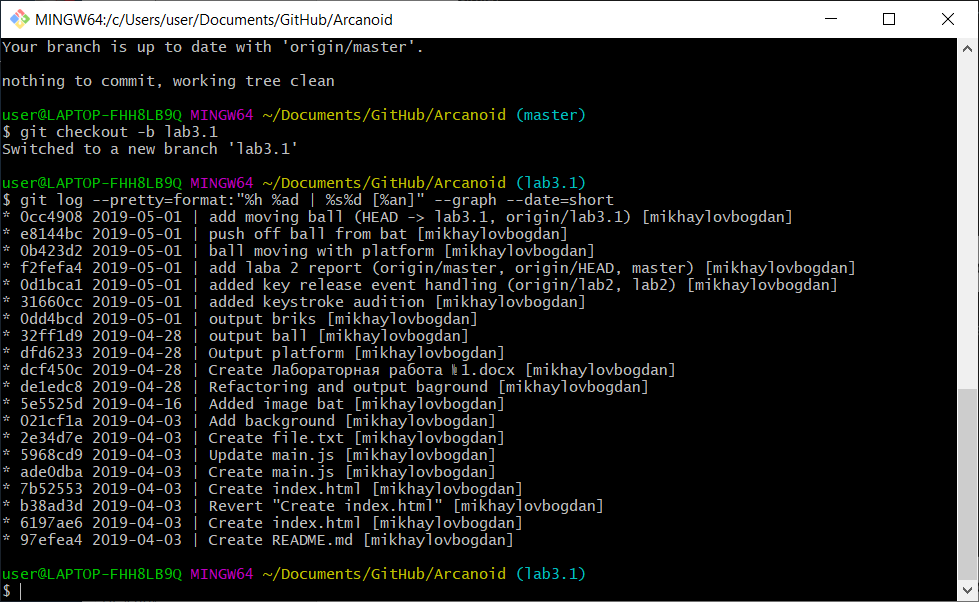 MINGW64:/c/Users/user/Documents/GitHub/Arcanoid
Your branch is up to date with 'origin/master'.
nothing to commit, working tree clean
user@LAPTOP-FHH8LB9Q MINGW64 ~/Documents/GitHub/Arcanoid (master)
$ git checkout -b lab3.1
Switched to a new branch 'lab3.1'
user@LAPTOP-FHH8LB9Q MINGW64 ~/Documents/GitHub/Arcanoid (lab3.1)
$ git log --pretty=format:"%h %ad | %s%d [%an]" --graph --date=short
* 0cc4908 2019-05-01 | add moving ball (HEAD -> lab3.1, origin/lab3.1) [mikhaylovbogdan]
* e8144bc 2019-05-01 | push off ball from bat [mikhaylovbogdan]
* 0b423d2 2019-05-01 | ball moving with platform [mikhaylovbogdan]
* f2fefa4 2019-05-01 | add laba 2 report (origin/master, origin/HEAD, master) [mikhaylovbogdan]
* 0d1bca1 2019-05-01 | added key release event handling (origin/lab2, lab2) [mikhaylovbogdan]
* 31660cc 2019-05-01 | added keystroke audition [mikhaylovbogdan]
* 0dd4bcd 2019-05-01 | output briks [mikhaylovbogdan]
* 32ff1d9 2019-04-28 | output ball [mikhaylovbogdan]
* dfd6233 2019-04-28 | Output platform [mikhaylovbogdan]
* dcf450c 2019-04-28 | Create Лабораторная работа №1.docx [mikhaylovbogdan]
* de1edc8 2019-04-28 | Refactoring and output baground [mikhaylovbogdan]
* 5e5525d 2019-04-16 | Added image bat [mikhaylovbogdan]
* 021cf1a 2019-04-03 | Add background [mikhaylovbogdan]
* 2e34d7e 2019-04-03 | Create file.txt [mikhaylovbogdan]
* 5968cd9 2019-04-03 | Update main.js [mikhaylovbogdan]
* ade0dba 2019-04-03 | Create main.js [mikhaylovbogdan]
* 7b52553 2019-04-03 | Create index.html [mikhaylovbogdan]
* b38ad3d 2019-04-03 | Revert "Create index.html" [mikhaylovbogdan]
* 6197ae6 2019-04-03 | Create index.html [mikhaylovbogdan]
* 97efea4 2019-04-03 | Create README.md [mikhaylovbogdan]
user@LAPTOP-FHH8LB9Q MINGW64 ~/Documents/GitHub/Arcanoid (lab3.1)
$